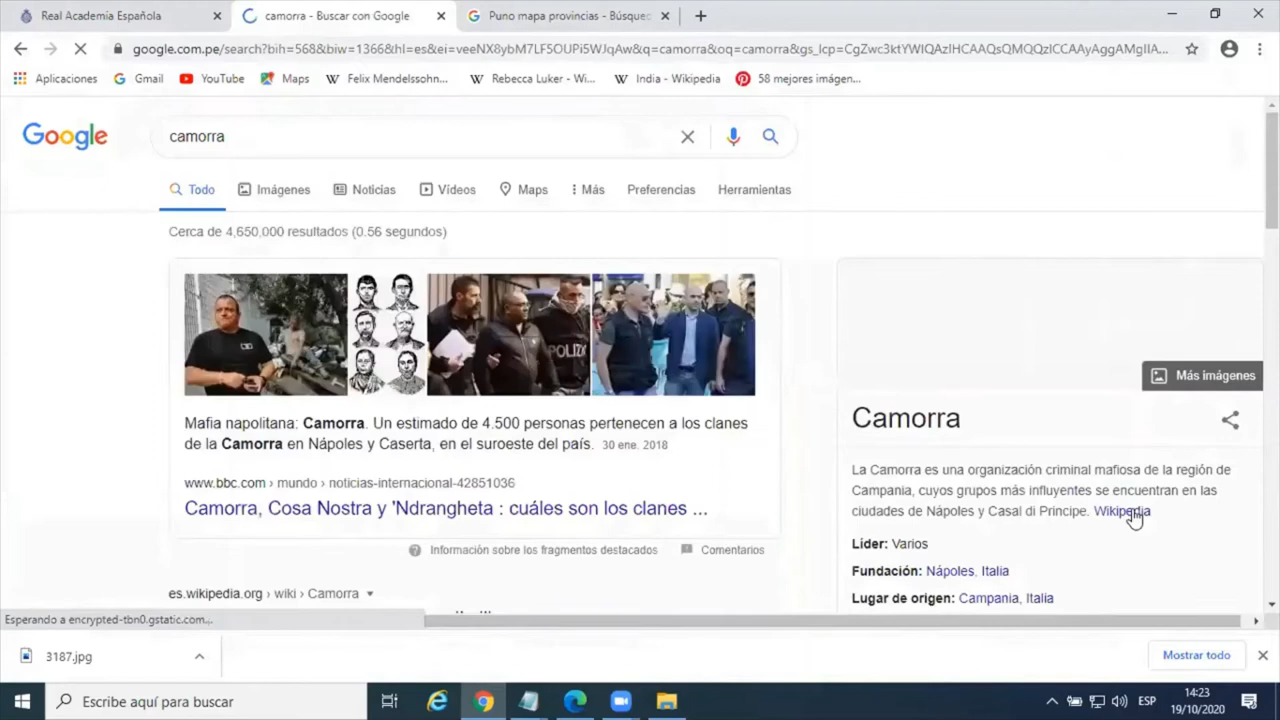 Real Academia Española
camorra - Buscar con Google
Puno mapa provincias - Búsque
google.com.pe/search?bih=568&biw=1366&hl=es&ei=veeNX8ybM7LF5OUPi5WJqAw&q=camorra&oq=camorra&gs_lcp=CgZwc3ktYWIQAzIHCAAQsQMQQzICCAAyAggAMgIIA...
Aplicaciones
Gmail
YouTube
Maps
Felix Mendelssohn...
Rebecca Luker - Wi...
India - Wikipedia
58 mejores imágen...
Google
camorra
Todo
Imágenes
Noticias
Vídeos
Maps
Más
Preferencias
Herramientas
Cerca de 4,650,000 resultados (0.56 segundos)
POLIZIA
Más imágenes
Mafia napolitana: Camorra. Un estimado de 4.500 personas pertenecen a los clanes
de la Camorra en Nápoles y Caserta, en el suroeste del país. 30 ene. 2018
www.bbc.com › mundo › noticias-internacional-42851036
Camorra, Cosa Nostra y 'Ndrangheta : cuáles son los clanes ...
Información sobre los fragmentos destacados
Comentarios
es.wikipedia.org › wiki › Camorra
Camorra
La Camorra es una organización criminal mafiosa de la región de
Campania, cuyos grupos más influyentes se encuentran en las
ciudades de Nápoles y Casal di Principe. Wikipedia
Líder: Varios
Fundación: Nápoles, Italia
Lugar de origen: Campania, Italia
Esperando a encrypted-tbn0.gstatic.com...
3187.jpg
Mostrar todo
Escribe aquí para buscar
ESP
14:23
19/10/2020